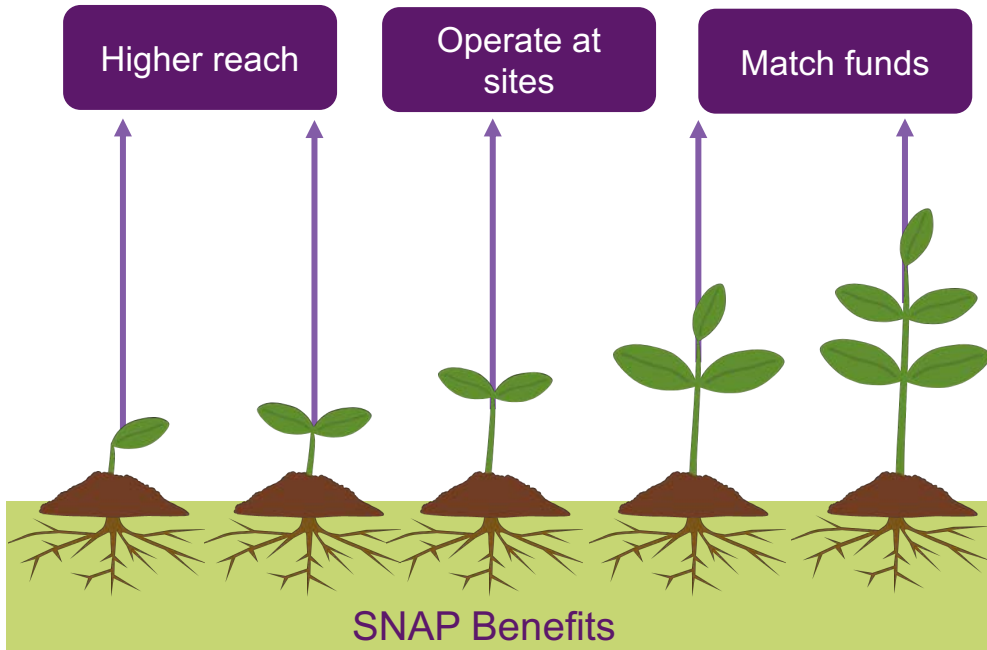 Higher reach
Operate at
sites
Match funds
SNAP Benefits